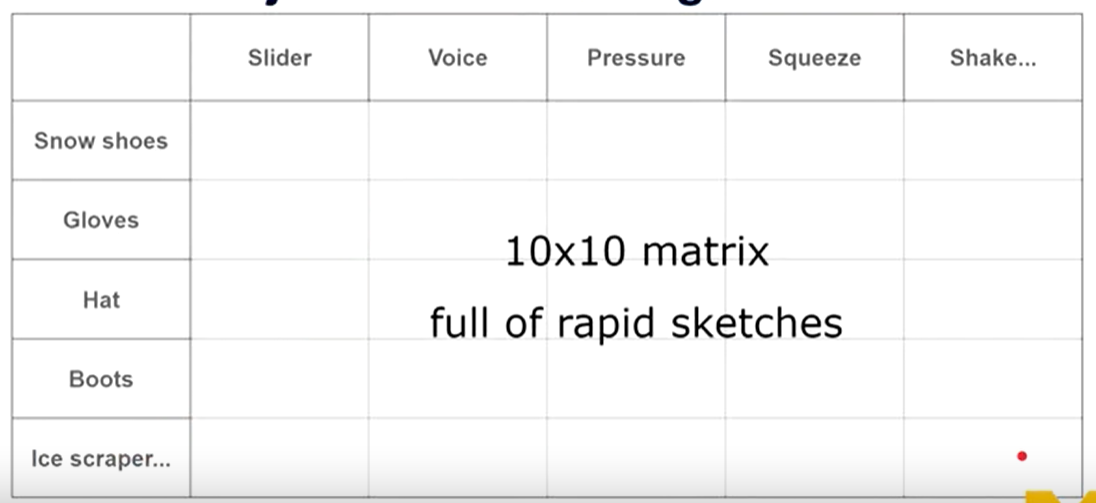 Slider Voice Pressure Squeeze Shake...
Snow shoes
Gloves
10x10 matrix
Hat
full of rapid sketches
Boots
Ice scraper...